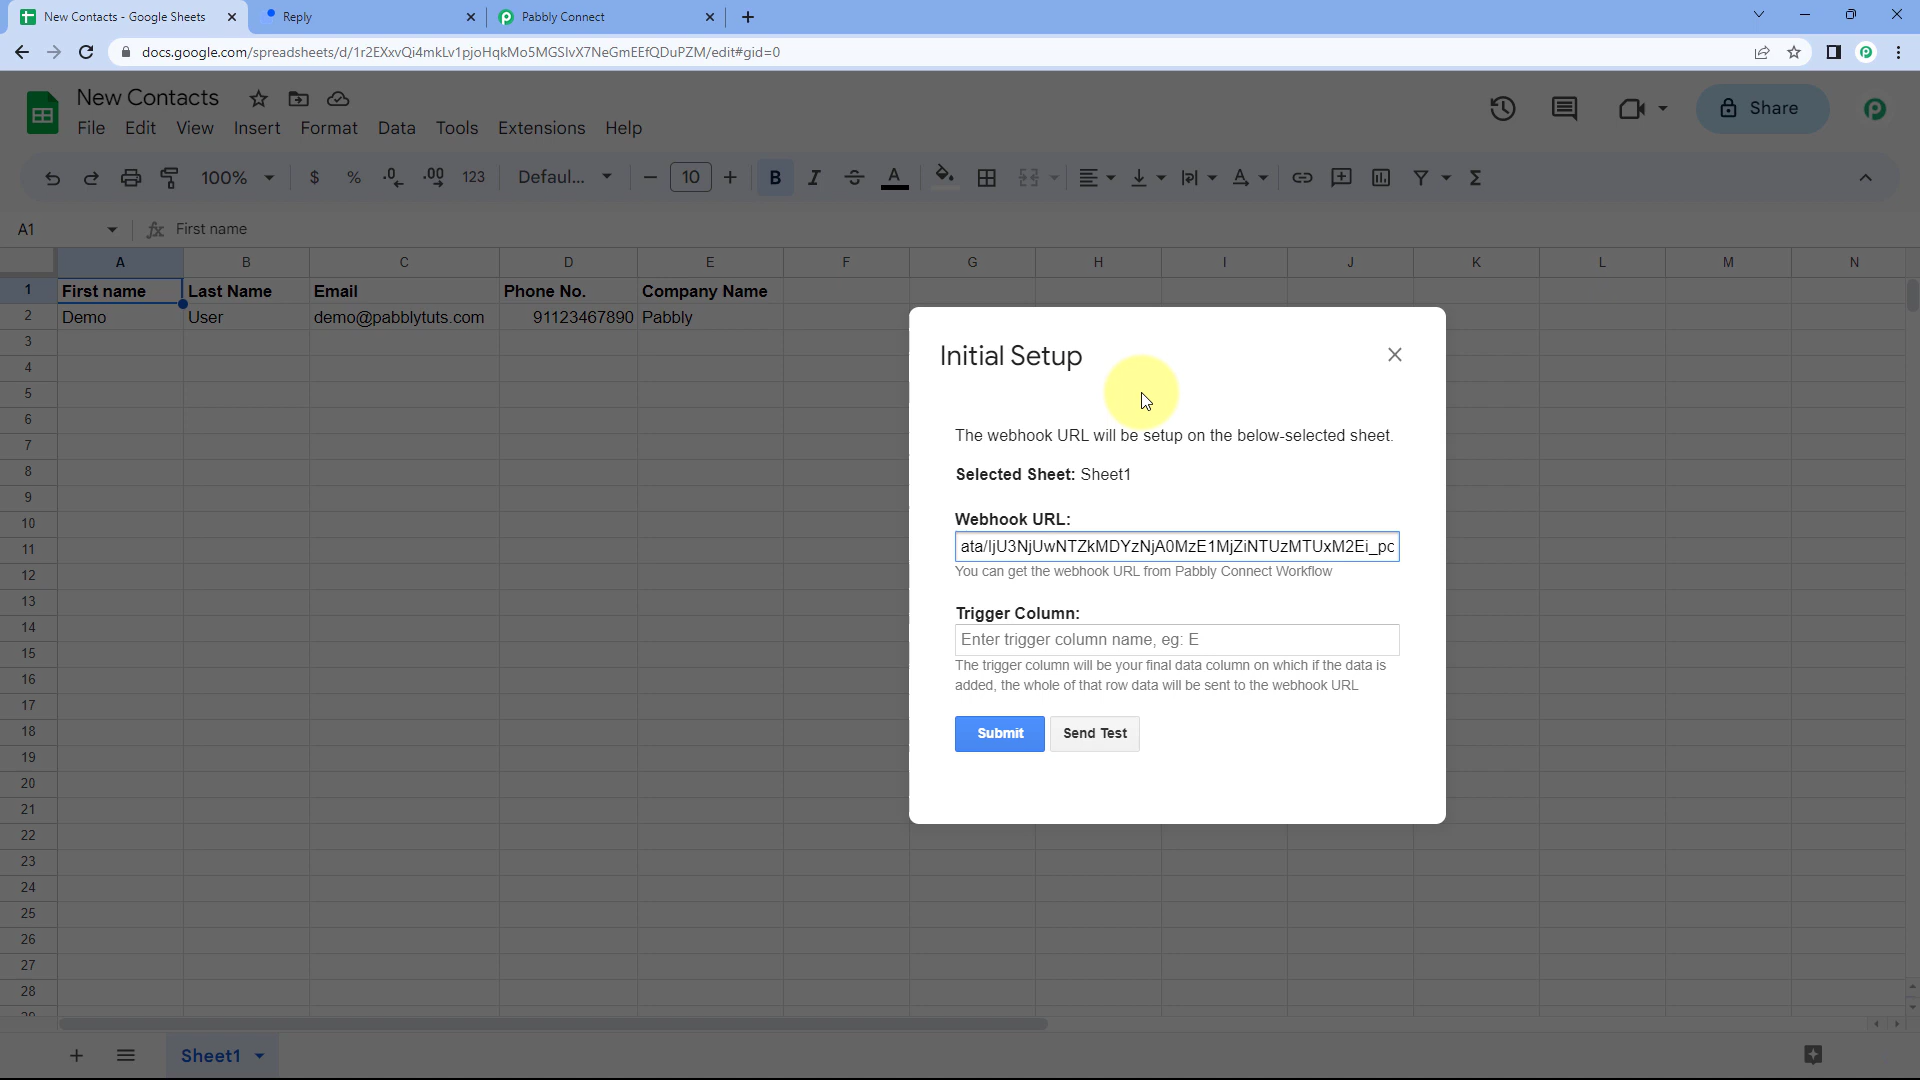 New Contacts - Google Sheets
Reply
Pabbly Connect
docs.google.com/spreadsheets/d/1r2EXxvQi4mkLv1pjoHqkMo5MGSlvX7NeGmEEfQDuPZM/edit#gid=0
New Contacts
File Edit View Insert Format Data Tools Extensions Help
Share
100% $ % .0 .00 123 Defaul... 10 B I A
A1 fx First name
A B C D E F G H I J K L M N
1 First name Last Name Email Phone No. Company Name
2 Demo User demo@pabblytuts.com 91123467890 Pabbly
3
4
5
6
7
8
9
10
11
12
13
14
15
16
17
18
19
20
21
22
23
24
25
26
27
28
Initial Setup
The webhook URL will be setup on the below-selected sheet.
Selected Sheet: Sheet1
Webhook URL:
ata/IjU3NjUwNTZkMDYzNjA0MzE1MjZiNTUzMTUxM2Ei_pc
You can get the webhook URL from Pabbly Connect Workflow
Trigger Column:
Enter trigger column name, eg: E
The trigger column will be your final data column on which if the data is
added, the whole of that row data will be sent to the webhook URL
Submit Send Test
Sheet1